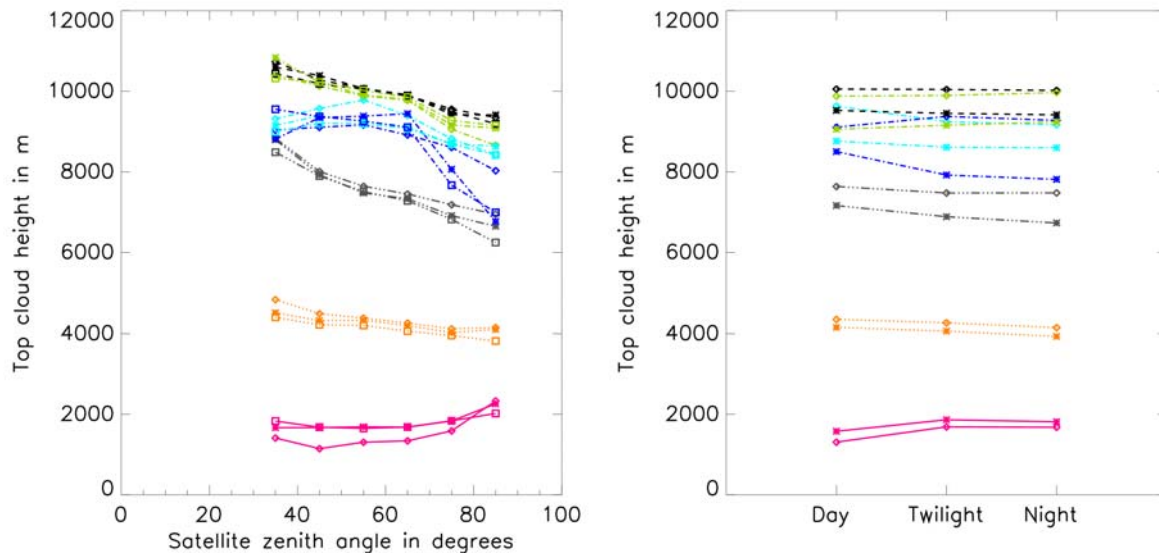 12000
10000
8000
6000
4000
2000
0
Top cloud height in m
0 20 40 60 80 100
Satellite zenith angle in degrees
12000
10000
8000
6000
4000
2000
0
Top cloud height in m
Day Twilight Night